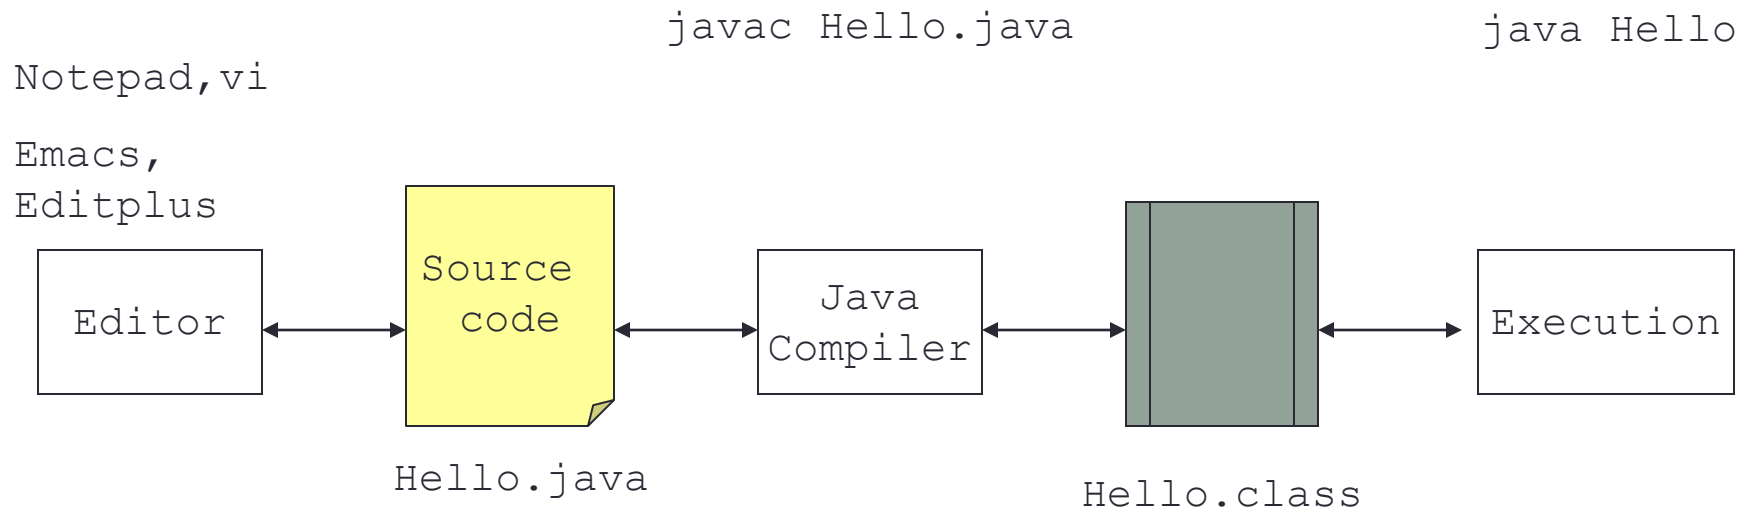 javac Hello.java
java Hello
Notepad,vi
Emacs,
Editplus
Editor
Source
code
Java
Compiler
Execution
Hello.java
Hello.class